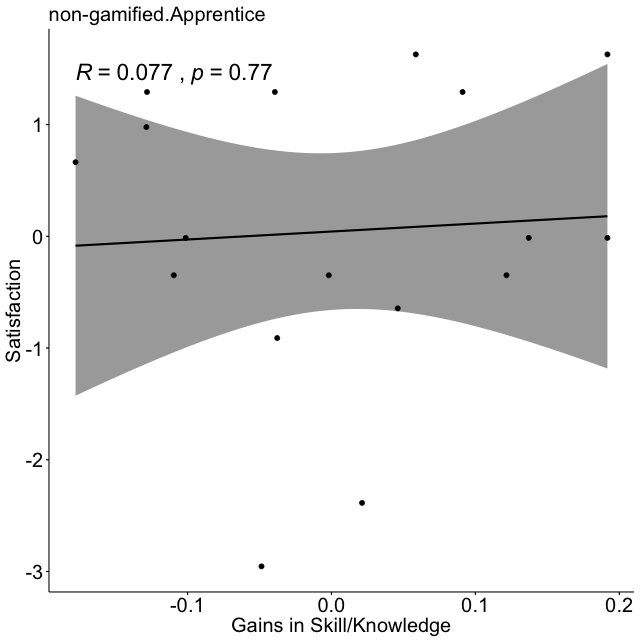 non-gamified.Apprentice
R = 0.077 , p = 0.77
1
0
-1
-2
-3
Satisfaction
-0.1 0.0 0.1 0.2
Gains in Skill/Knowledge